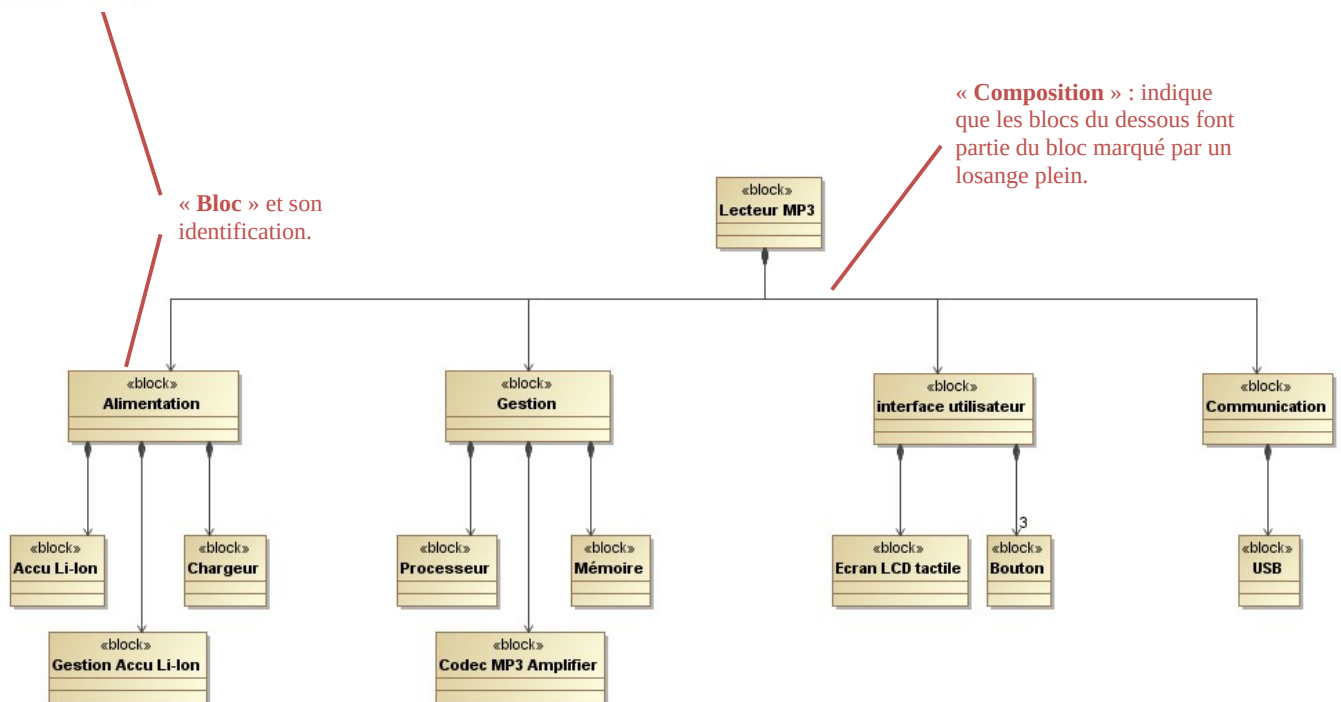 « Composition » : indique
que les blocs du dessous font
partie du bloc marqué par un
losange plein.
« Bloc » et son
identification.
«block»
Lecteur MP3
«block»
Alimentation
«block»
Gestion
«block»
interface utilisateur
«block»
Communication
3
«block»
Accu Li-Ion
«block»
Chargeur
«block»
Processeur
«block»
Mémoire
«block»
Ecran LCD tactile
«block»
Bouton
«block»
USB
«block»
Gestion Accu Li-Ion
«block»
Codec MP3 Amplifier